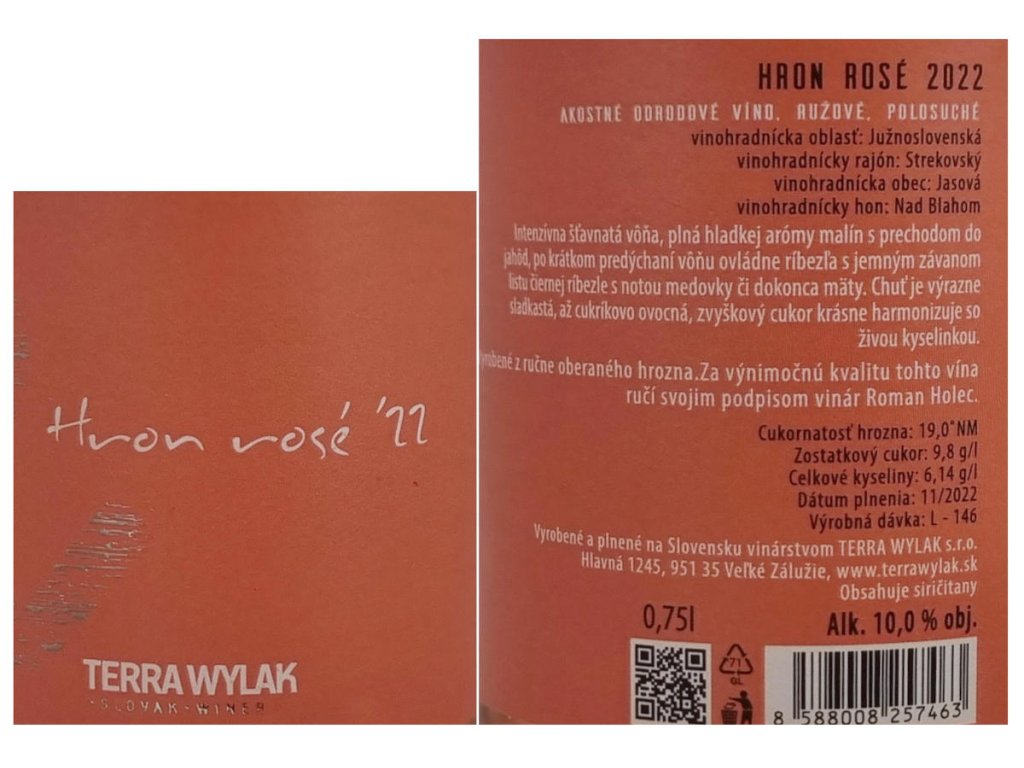 Hron rosé '22
TERRA WYLAK
SLOVAK WINER
HRON ROSÉ 2022
AKOSTNÉ ODRODOVÉ VÍNO, RUŽOVÉ, POLOSUCHÉ
vinohradnícka oblasť: Južnoslovenská
vinohradnícky rajón: Strekovský
vinohradnícka obec: Jasová
vinohradnícky hon: Nad Blahom
Intenzívna šťavnatá vôňa, plná hladkej arómy malín s prechodom do
jahôd, po krátkom predýchaní vôňu ovládne ríbezľa s jemným závanom
listu čiernej ríbezle s notou medovky či dokonca mäty. Chuť je výrazne
sladkastá, až cukríkovo ovocná, zvyškový cukor krásne harmonizuje so
živou kyselinkou.
yrobené z ručne oberaného hrozna.Za výnimočnú kvalitu tohto vína
ručí svojim podpisom vinár Roman Holec.
Cukornatosť hrozna: 19,0°NM
Zostatkový cukor: 9,8 g/l
Celkové kyseliny: 6,14 g/l
Dátum plnenia: 11/2022
Výrobná dávka: L - 146
Vyrobené a plnené na Slovensku vinárstvom TERRA WYLAK s.r.o.
Hlavná 1245, 951 35 Veľké Zálužie, www.terrawylak.sk
Obsahuje siričitany
0,75l
Alk. 10,0 % obj.
71
GL
8 588008 257463